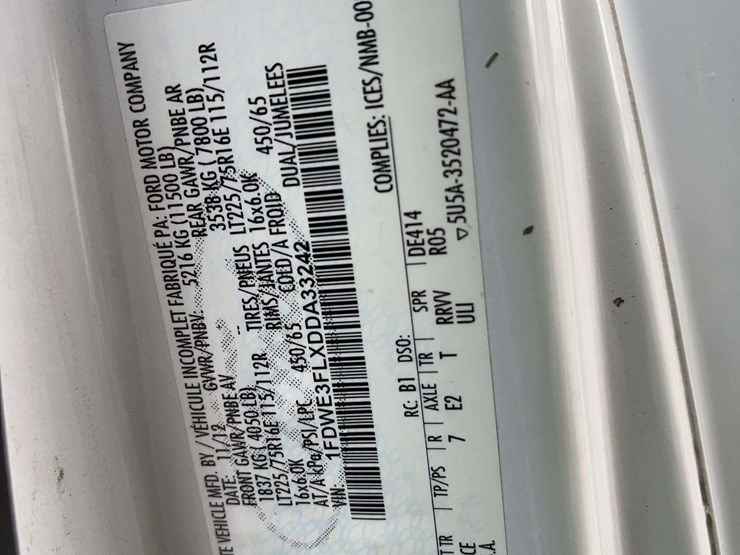 TE VEHICLE MFD. BY / VÉHICULE INCOMPLET FABRIQUÉ PA: FORD MOTOR COMPANY
DATE: 11/12 GVWR/PNBV: 5216 KG (11500 LB)
FRONT GAWR/PNBE AV REAR GAWR/PNBE AR
1837 KG (4050 LB) 3538 KG (7800 LB)
LT225/75R16E 115/112R TIRES/PNEUS LT225/75R16E 115/112R
16x6.0K RIMS/JANTES 16x6.0K
AT/À kPa/PSI/LPC 450/65 COLD/A FROID 450/65
DUAL/JUMELEES
VIN: 1FDWE3FLXDDA33242
COMPLIES: ICES/NMB-00
RC: B1 DSO:
T TR | TP/PS | R | AXLE | TR | SPR | DE414
CE 7 E2 T RRVV R05
.A. ULI ▽5U5A-3520472-AA